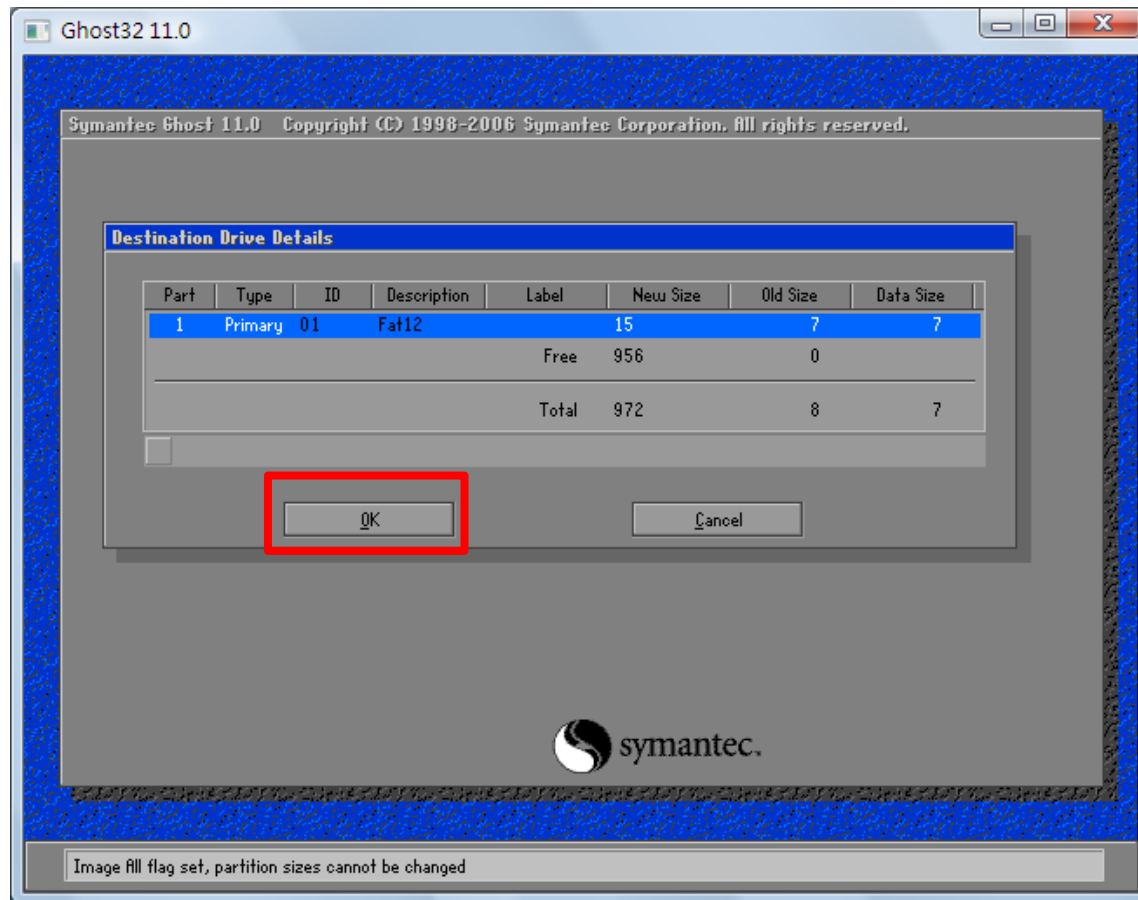 Ghost32 11.0
Symantec Ghost 11.0 Copyright (C) 1998-2006 Symantec Corporation. All rights reserved.
Destination Drive Details
Part Type ID Description Label New Size Old Size Data Size
1 Primary 01 Fat12 15 7 7
Free 956 0
Total 972 8 7
OK Cancel
symantec.
Image All flag set, partition sizes cannot be changed